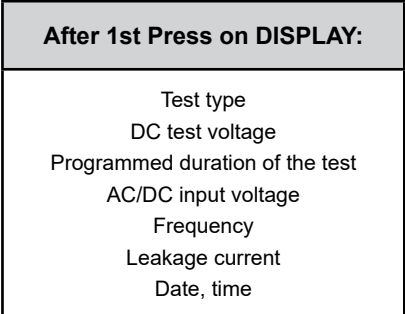 After 1st Press on DISPLAY:
Test type
DC test voltage
Programmed duration of the test
AC/DC input voltage
Frequency
Leakage current
Date, time